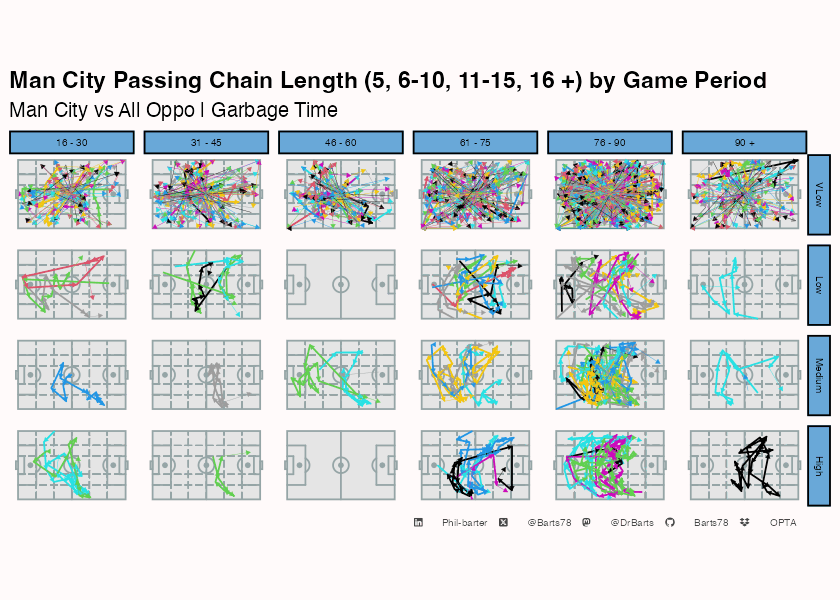 Man City Passing Chain Length (5, 6-10, 11-15, 16 +) by Game Period
Man City vs All Oppo I Garbage Time
16 - 30 31 - 45 46 - 60 61 - 75 76 - 90 90 +
VLow
Low
Medium
High
Phil-barter @Barts78 @DrBarts Barts78 OPTA